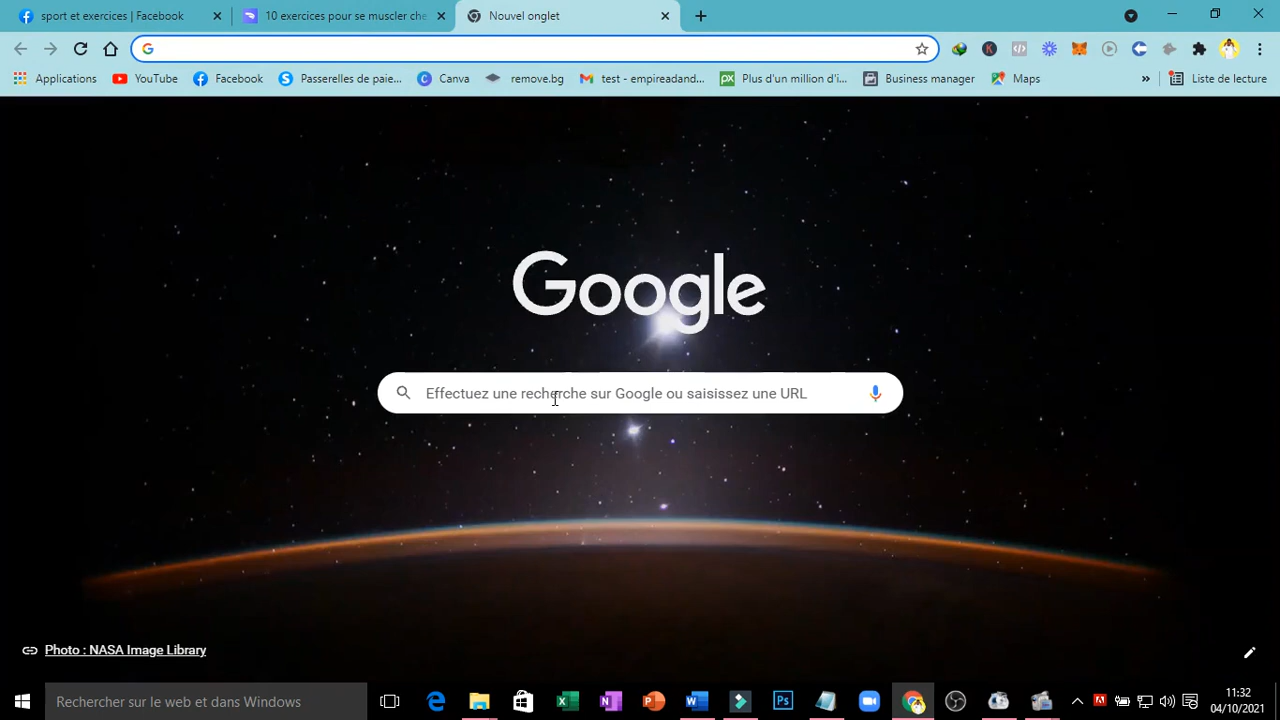 sport et exercices | Facebook
10 exercices pour se muscler che
Nouvel onglet
Applications
YouTube
Facebook
Passerelles de paie...
Canva
remove.bg
test - empireadand...
Plus d'un million d'i...
Business manager
Maps
»
Liste de lecture
Google
Effectuez une recherche sur Google ou saisissez une URL
Photo : NASA Image Library
Rechercher sur le web et dans Windows
11:32
04/10/2021